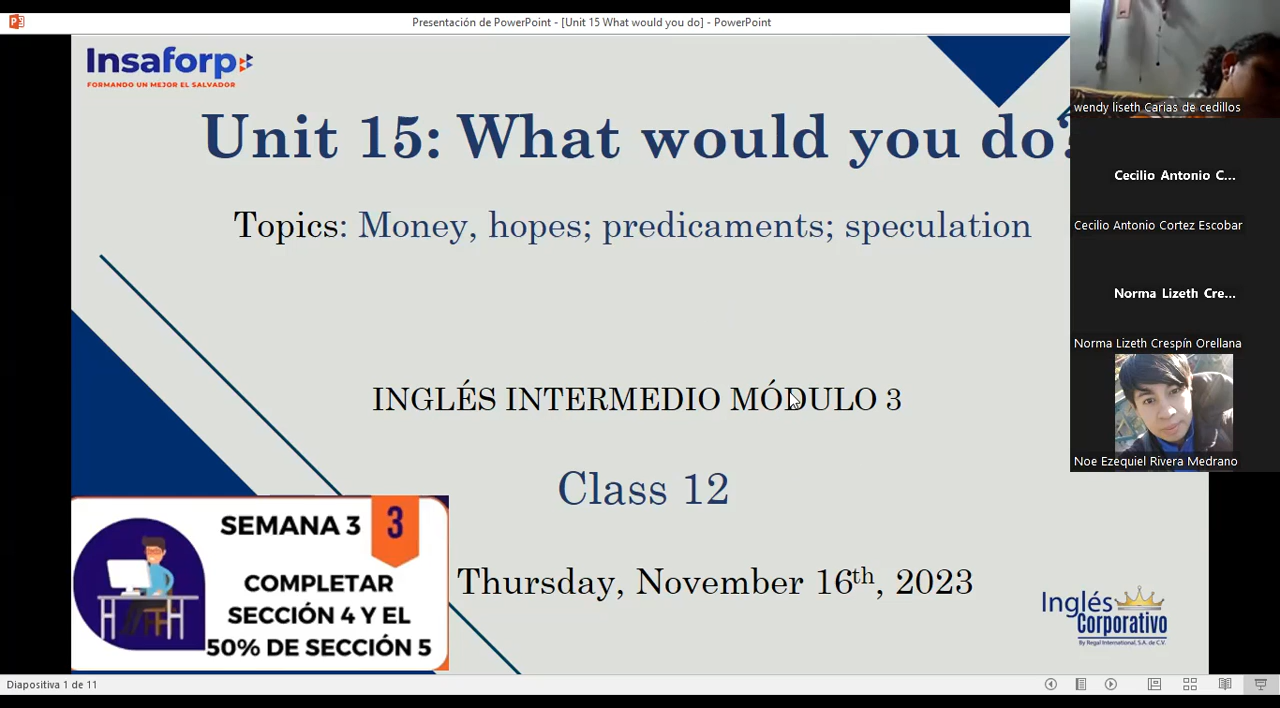 Presentación de PowerPoint - [Unit 15 What would you do] - PowerPoint
Insaforp
FORMANDO UN MEJOR EL SALVADOR
Unit 15: What would you do?
Topics: Money, hopes; predicaments; speculation
INGLÉS INTERMEDIO MÓDULO 3
Class 12
Thursday, November 16th, 2023
SEMANA 3
3
COMPLETAR
SECCIÓN 4 Y EL
50% DE SECCIÓN 5
Inglés
Corporativo
By Regal International, S.A. de C.V.
wendy liseth Carias de cedillos
Cecilio Antonio C...
Cecilio Antonio Cortez Escobar
Norma Lizeth Cre...
Norma Lizeth Crespín Orellana
Noe Ezequiel Rivera Medrano
Diapositiva 1 de 11